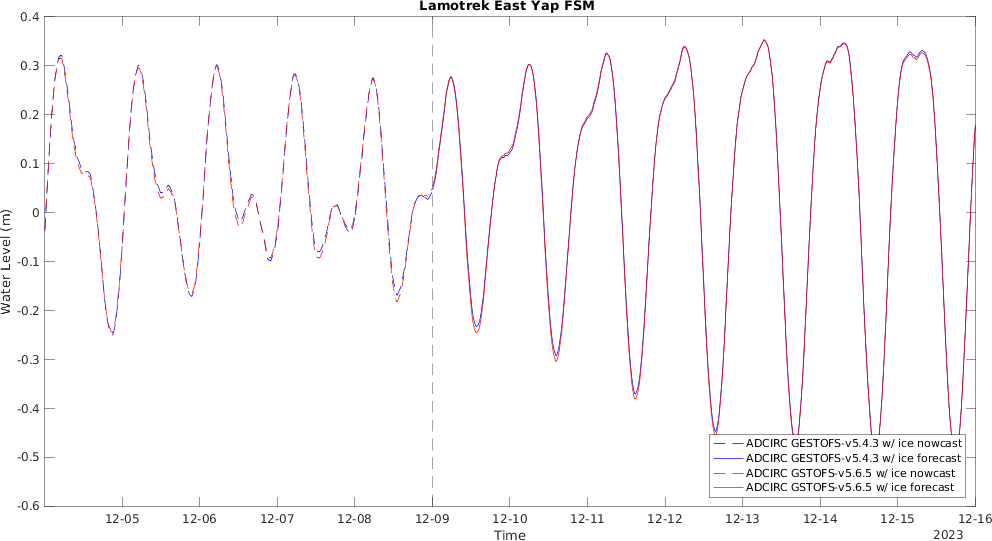 Lamotrek East Yap FSM
0.4
0.3
0.2
0.1
0
-0.1
-0.2
-0.3
-0.4
-0.5
-0.6
Water Level (m)
ADCIRC GESTOFS-v5.4.3 w/ ice nowcast
ADCIRC GESTOFS-v5.4.3 w/ ice forecast
ADCIRC GSTOFS-v5.6.5 w/ ice nowcast
ADCIRC GSTOFS-v5.6.5 w/ ice forecast
12-05 12-06 12-07 12-08 12-09 12-10 12-11 12-12 12-13 12-14 12-15 12-16
Time
2023